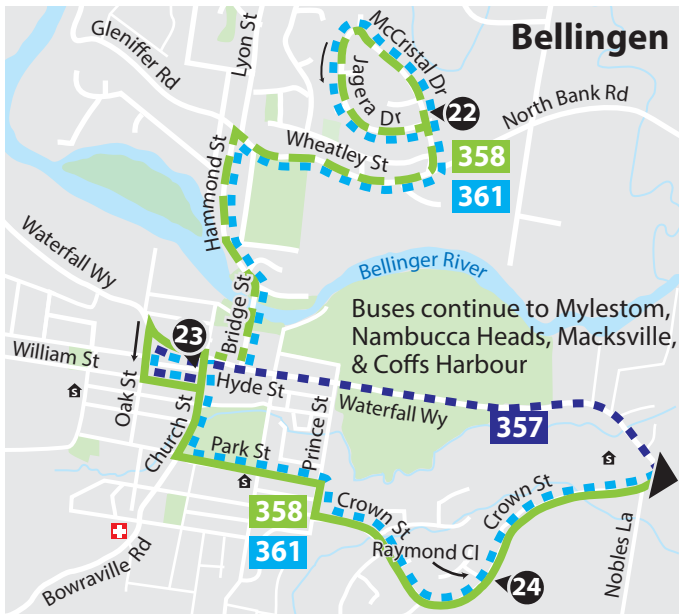 Bellingen
Gleniffer Rd
Lyon St
McCristal Dr
Jagera Dr
22
North Bank Rd
Wheatley St
358
361
Hammond St
Waterfall Wy
Bellinger River
Bridge St
Buses continue to Mylestom,
Nambucca Heads, Macksville,
& Coffs Harbour
23
William St
Hyde St
S
Oak St
Prince St
Waterfall Wy
357
Church St
Park St
S
S
Crown St
Crown St
358
361
Raymond Cl
24
Nobles La
Bowraville Rd